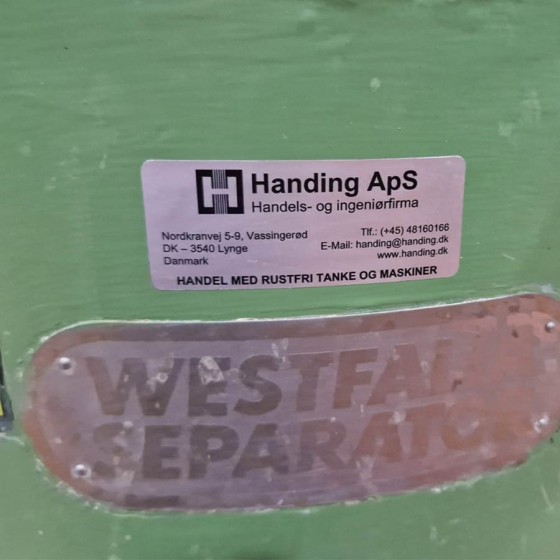 Handing ApS
Handels- og ingeniørfirma
Nordkranvej 5-9, Vassingerød
DK – 3540 Lynge
Danmark
Tlf.: (+45) 48160166
E-Mail: handing@handing.dk
www.handing.dk
HANDEL MED RUSTFRI TANKE OG MASKINER
WESTFAL
SEPARATO